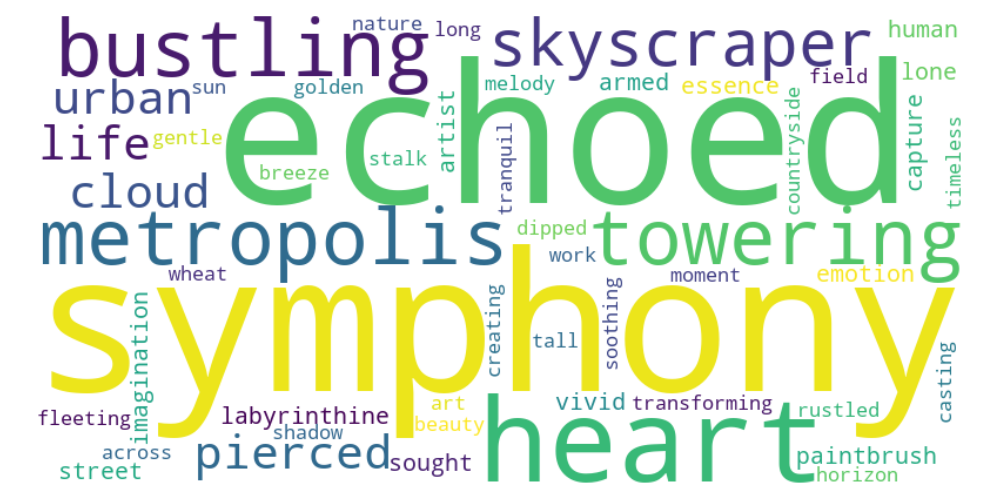 bustling
nature
long
skyscraper
human
urban
sun
golden
melody
armed
essence
field
lone
life
gentle
echoed
artist
stalk
breeze
tranquil
countryside
capture
timeless
cloud
metropolis
dipped
towering
work
wheat
moment
emotion
symphony
imagination
creating
tall
soothing
casting
fleeting
labyrinthine
art
beauty
vivid
transforming
rustled
shadow
across
pierced
sought
heart
paintbrush
street
horizon